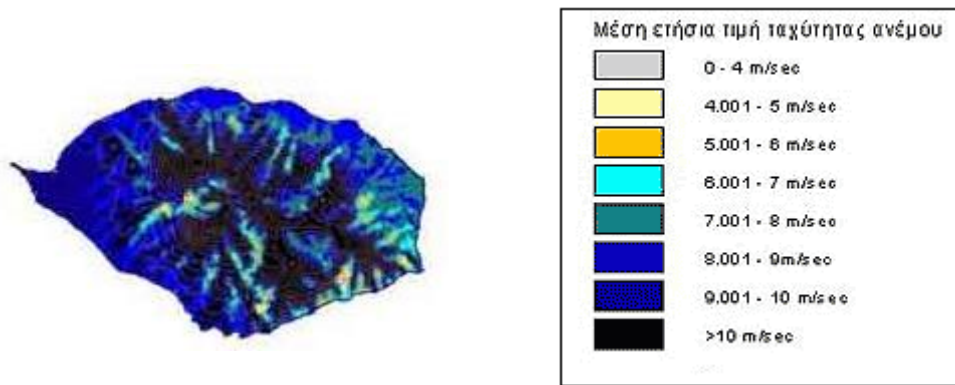 Μέση ετήσια τιμή ταχύτητας ανέμου
0 - 4 m/sec
4.001 - 5 m/sec
5.001 - 6 m/sec
6.001 - 7 m/sec
7.001 - 8 m/sec
8.001 - 9m/sec
9.001 - 10 m/sec
>10 m/sec